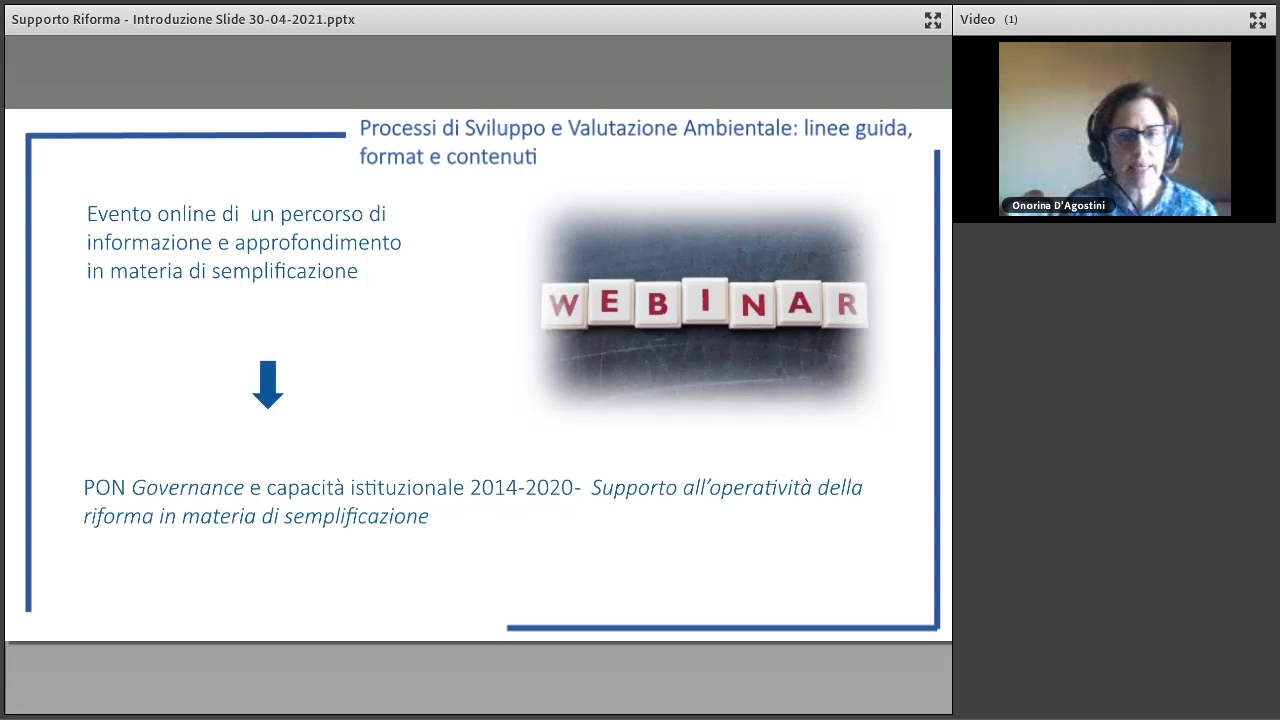 Supporto Riforma - Introduzione Slide 30-04-2021.pptx
Video (1)
Processi di Sviluppo e Valutazione Ambientale: linee guida,
format e contenuti
Evento online di un percorso di
informazione e approfondimento
in materia di semplificazione
WEBINAR
PON Governance e capacità istituzionale 2014-2020- Supporto all’operatività della
riforma in materia di semplificazione
Onorina D'Agostini